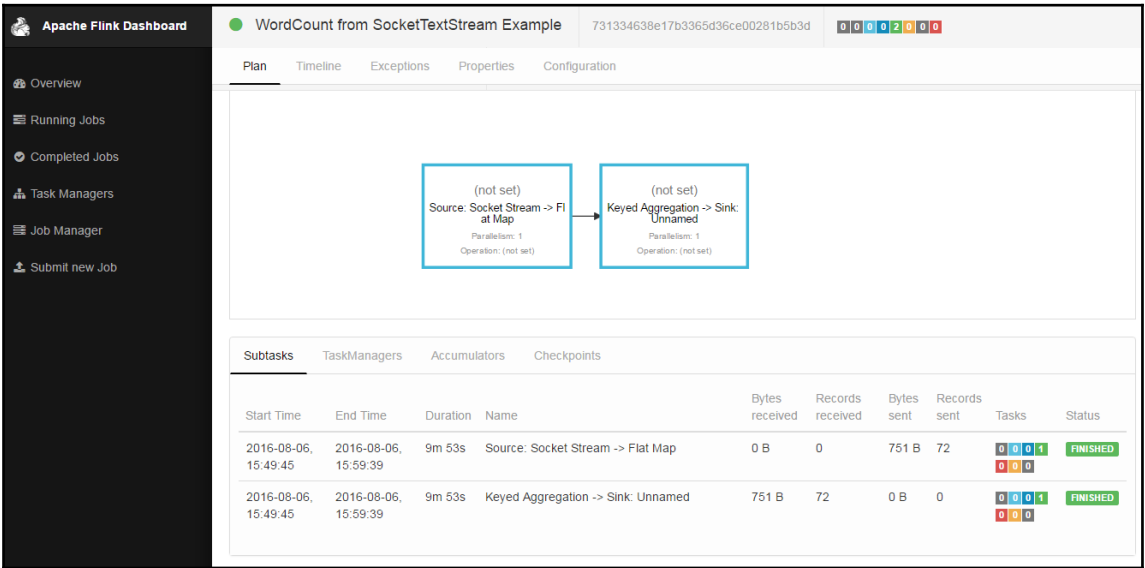 Apache Flink Dashboard
Overview
Running Jobs
Completed Jobs
Task Managers
Job Manager
Submit new Job
WordCount from SocketTextStream Example 731334638e17b3365d36ce00281b5b3d 0 0 0 0 2 0 0 0
Plan Timeline Exceptions Properties Configuration
(not set)
Source: Socket Stream -> Fl
at Map
Parallelism: 1
Operation: (not set)
(not set)
Keyed Aggregation -> Sink:
Unnamed
Parallelism: 1
Operation: (not set)
Subtasks TaskManagers Accumulators Checkpoints
Start Time End Time Duration Name Bytes received Records received Bytes sent Records sent Tasks Status
2016-08-06, 15:49:45 2016-08-06, 15:59:39 9m 53s Source: Socket Stream -> Flat Map 0 B 0 751 B 72 0 0 0 1 0 0 0 FINISHED
2016-08-06, 15:49:45 2016-08-06, 15:59:39 9m 53s Keyed Aggregation -> Sink: Unnamed 751 B 72 0 B 0 0 0 0 1 0 0 0 FINISHED